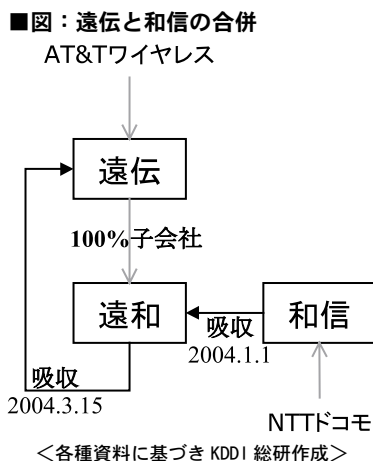 ■図：遠伝と和信の合併
AT&Tワイヤレス
遠伝
100%子会社
遠和
和信
吸収
2004.1.1
吸収
2004.3.15
NTTドコモ
＜各種資料に基づき KDDI 総研作成＞